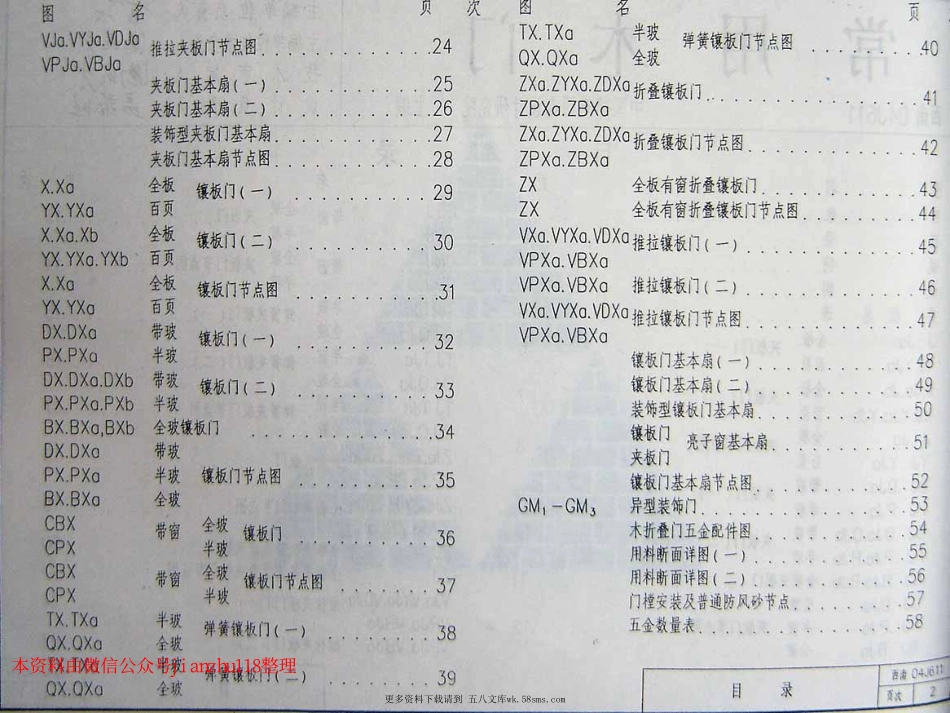 图 名 页 次
VJa.VYJa.VDJa 推拉夹板门节点图 24
VPJa.VBJa
夹板门基本扇(一) 25
夹板门基本扇(二) 26
装饰型夹板门基本扇 27
夹板门基本扇节点图 28
X.Xa 全板 镶板门(一) 29
YX.YXa 百页
X.Xa.Xb 全板 镶板门(二) 30
YX.YXa.YXb 百页
X.Xa 全板 镶板门节点图 31
YX.YXa 百页
DX.DXa 带玻 镶板门(一) 32
PX.PXa 半玻
DX.DXa.DXb 带玻 镶板门(二) 33
PX.PXa.PXb 半玻
BX.BXa,BXb 全玻镶板门 34
DX.DXa 带玻
PX.PXa 半玻 镶板门节点图 35
BX.BXa 全玻
CBX 带窗 全玻 镶板门 36
CPX 半玻
CBX 带窗 全玻 镶板门节点图 37
CPX 半玻
TX.TXa 半玻 弹簧镶板门(一) 38
QX.QXa 全玻
TX.TXa 半玻 弹簧镶板门(二) 39
QX.QXa 全玻
图 名 页
TX.TXa 半玻 弹簧镶板门节点图 40
QX.QXa 全玻
ZXa.ZYXa.ZDXa 折叠镶板门 41
ZPXa.ZBXa
ZXa.ZYXa.ZDXa 折叠镶板门节点图 42
ZPXa.ZBXa
ZX 全板有窗折叠镶板门 43
ZX 全板有窗折叠镶板门节点图 44
VXa.VYXa.VDXa 推拉镶板门(一) 45
VPXa.VBXa
VPXa.VBXa 推拉镶板门(二) 46
VXa.VYXa.VDXa 推拉镶板门节点图 47
VPXa.VBXa
镶板门基本扇(一) 48
镶板门基本扇(二) 49
装饰型镶板门基本扇 50
镶板门 亮子窗基本扇 51
夹板门
镶板门基本扇节点图 52
GM₁-GM₃ 异型装饰门 53
木折叠门五金配件图 54
用料断面详图(一) 55
用料断面详图(二) 56
门樘安装及普通防风砂节点 57
五金数量表 58
目 录
西南 04J611
页次 2
本资料由微信公众号jianzhu118整理
更多资料下载请到 五八文库wk.58sms.com